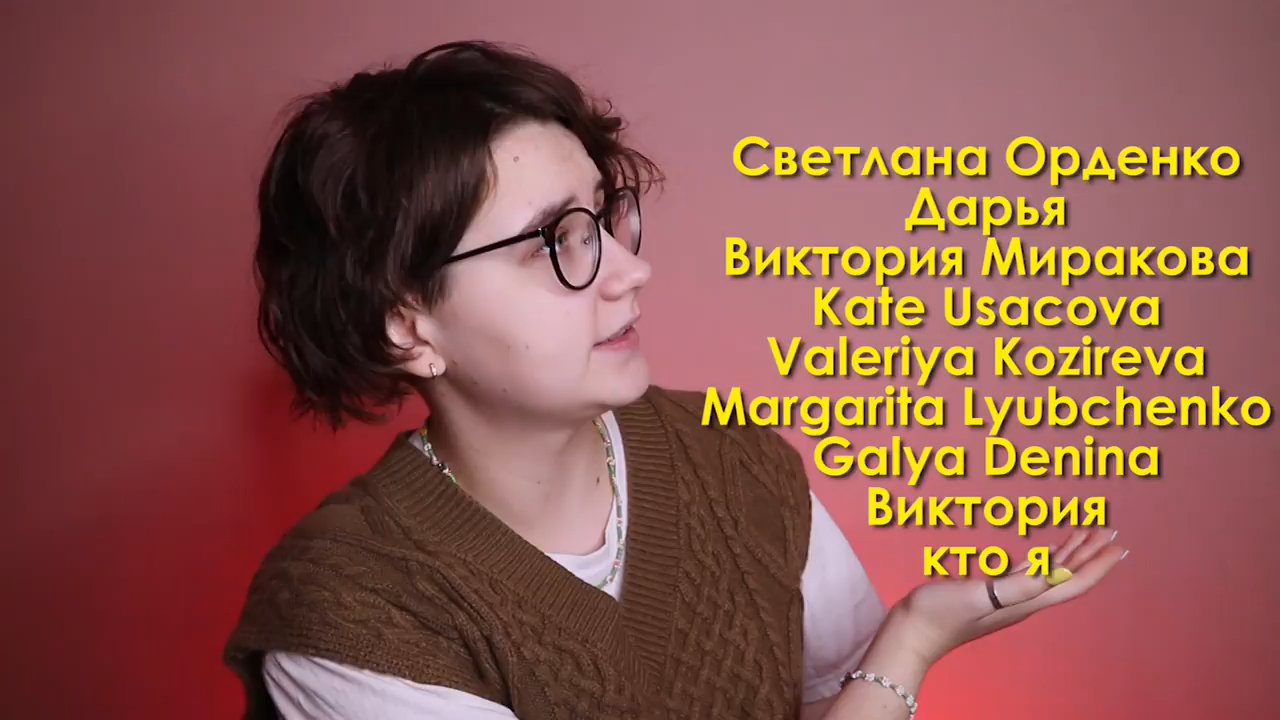 Светлана Орденко
Дарья
Виктория Миракова
Kate Usacova
Valeriya Kozireva
Margarita Lyubchenko
Galya Denina
Виктория
кто я